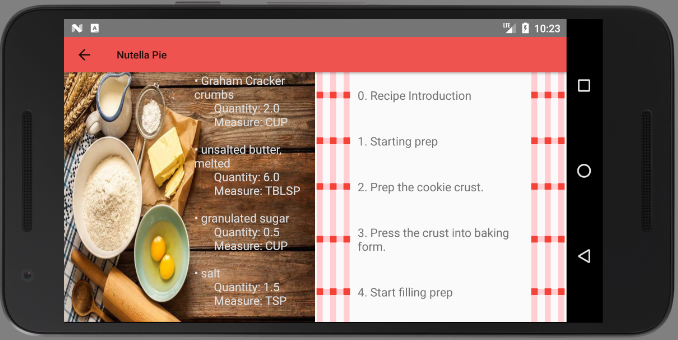 LTE 10:23
Nutella Pie
• Graham Cracker
crumbs
Quantity: 2.0
Measure: CUP
• unsalted butter,
melted
Quantity: 6.0
Measure: TBLSP
• granulated sugar
Quantity: 0.5
Measure: CUP
• salt
Quantity: 1.5
Measure: TSP
0. Recipe Introduction
1. Starting prep
2. Prep the cookie crust.
3. Press the crust into baking
form.
4. Start filling prep